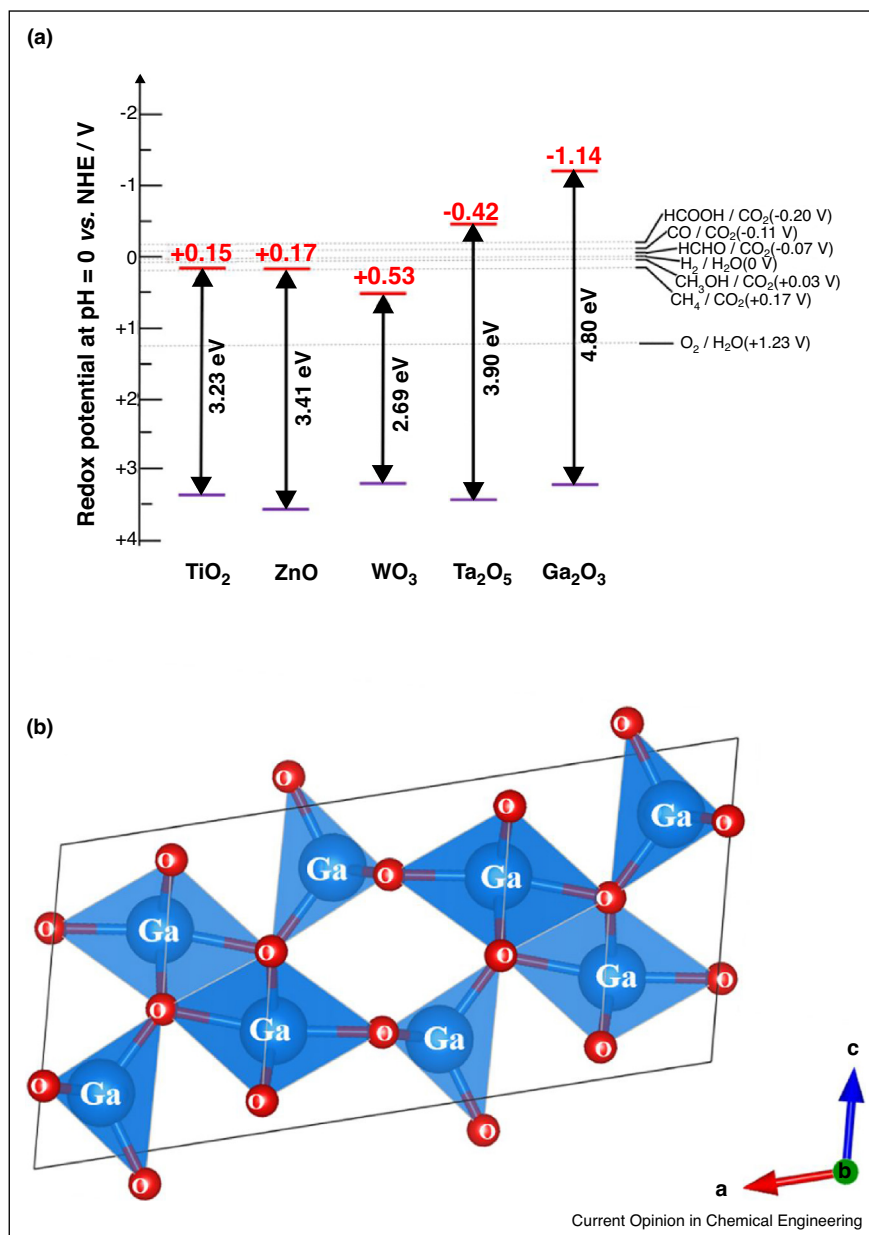 (a)
Redox potential at pH = 0 vs. NHE / V
-2
-1
0
+1
+2
+3
+4
+0.15
+0.17
+0.53
-0.42
-1.14
3.23 eV
3.41 eV
2.69 eV
3.90 eV
4.80 eV
HCOOH / CO₂(-0.20 V)
CO / CO₂(-0.11 V)
HCHO / CO₂(-0.07 V)
H₂ / H₂O(0 V)
CH₃OH / CO₂(+0.03 V)
CH₄ / CO₂(+0.17 V)
O₂ / H₂O(+1.23 V)
TiO₂ ZnO WO₃ Ta₂O₅ Ga₂O₃
(b)
O
O
O
Ga
O
O
Ga
O
O
Ga
Ga
O
O
O
Ga
O
O
O
Ga
O
Ga
O
O
Ga
O
Ga
O
O
O
O
c
b
a
Current Opinion in Chemical Engineering